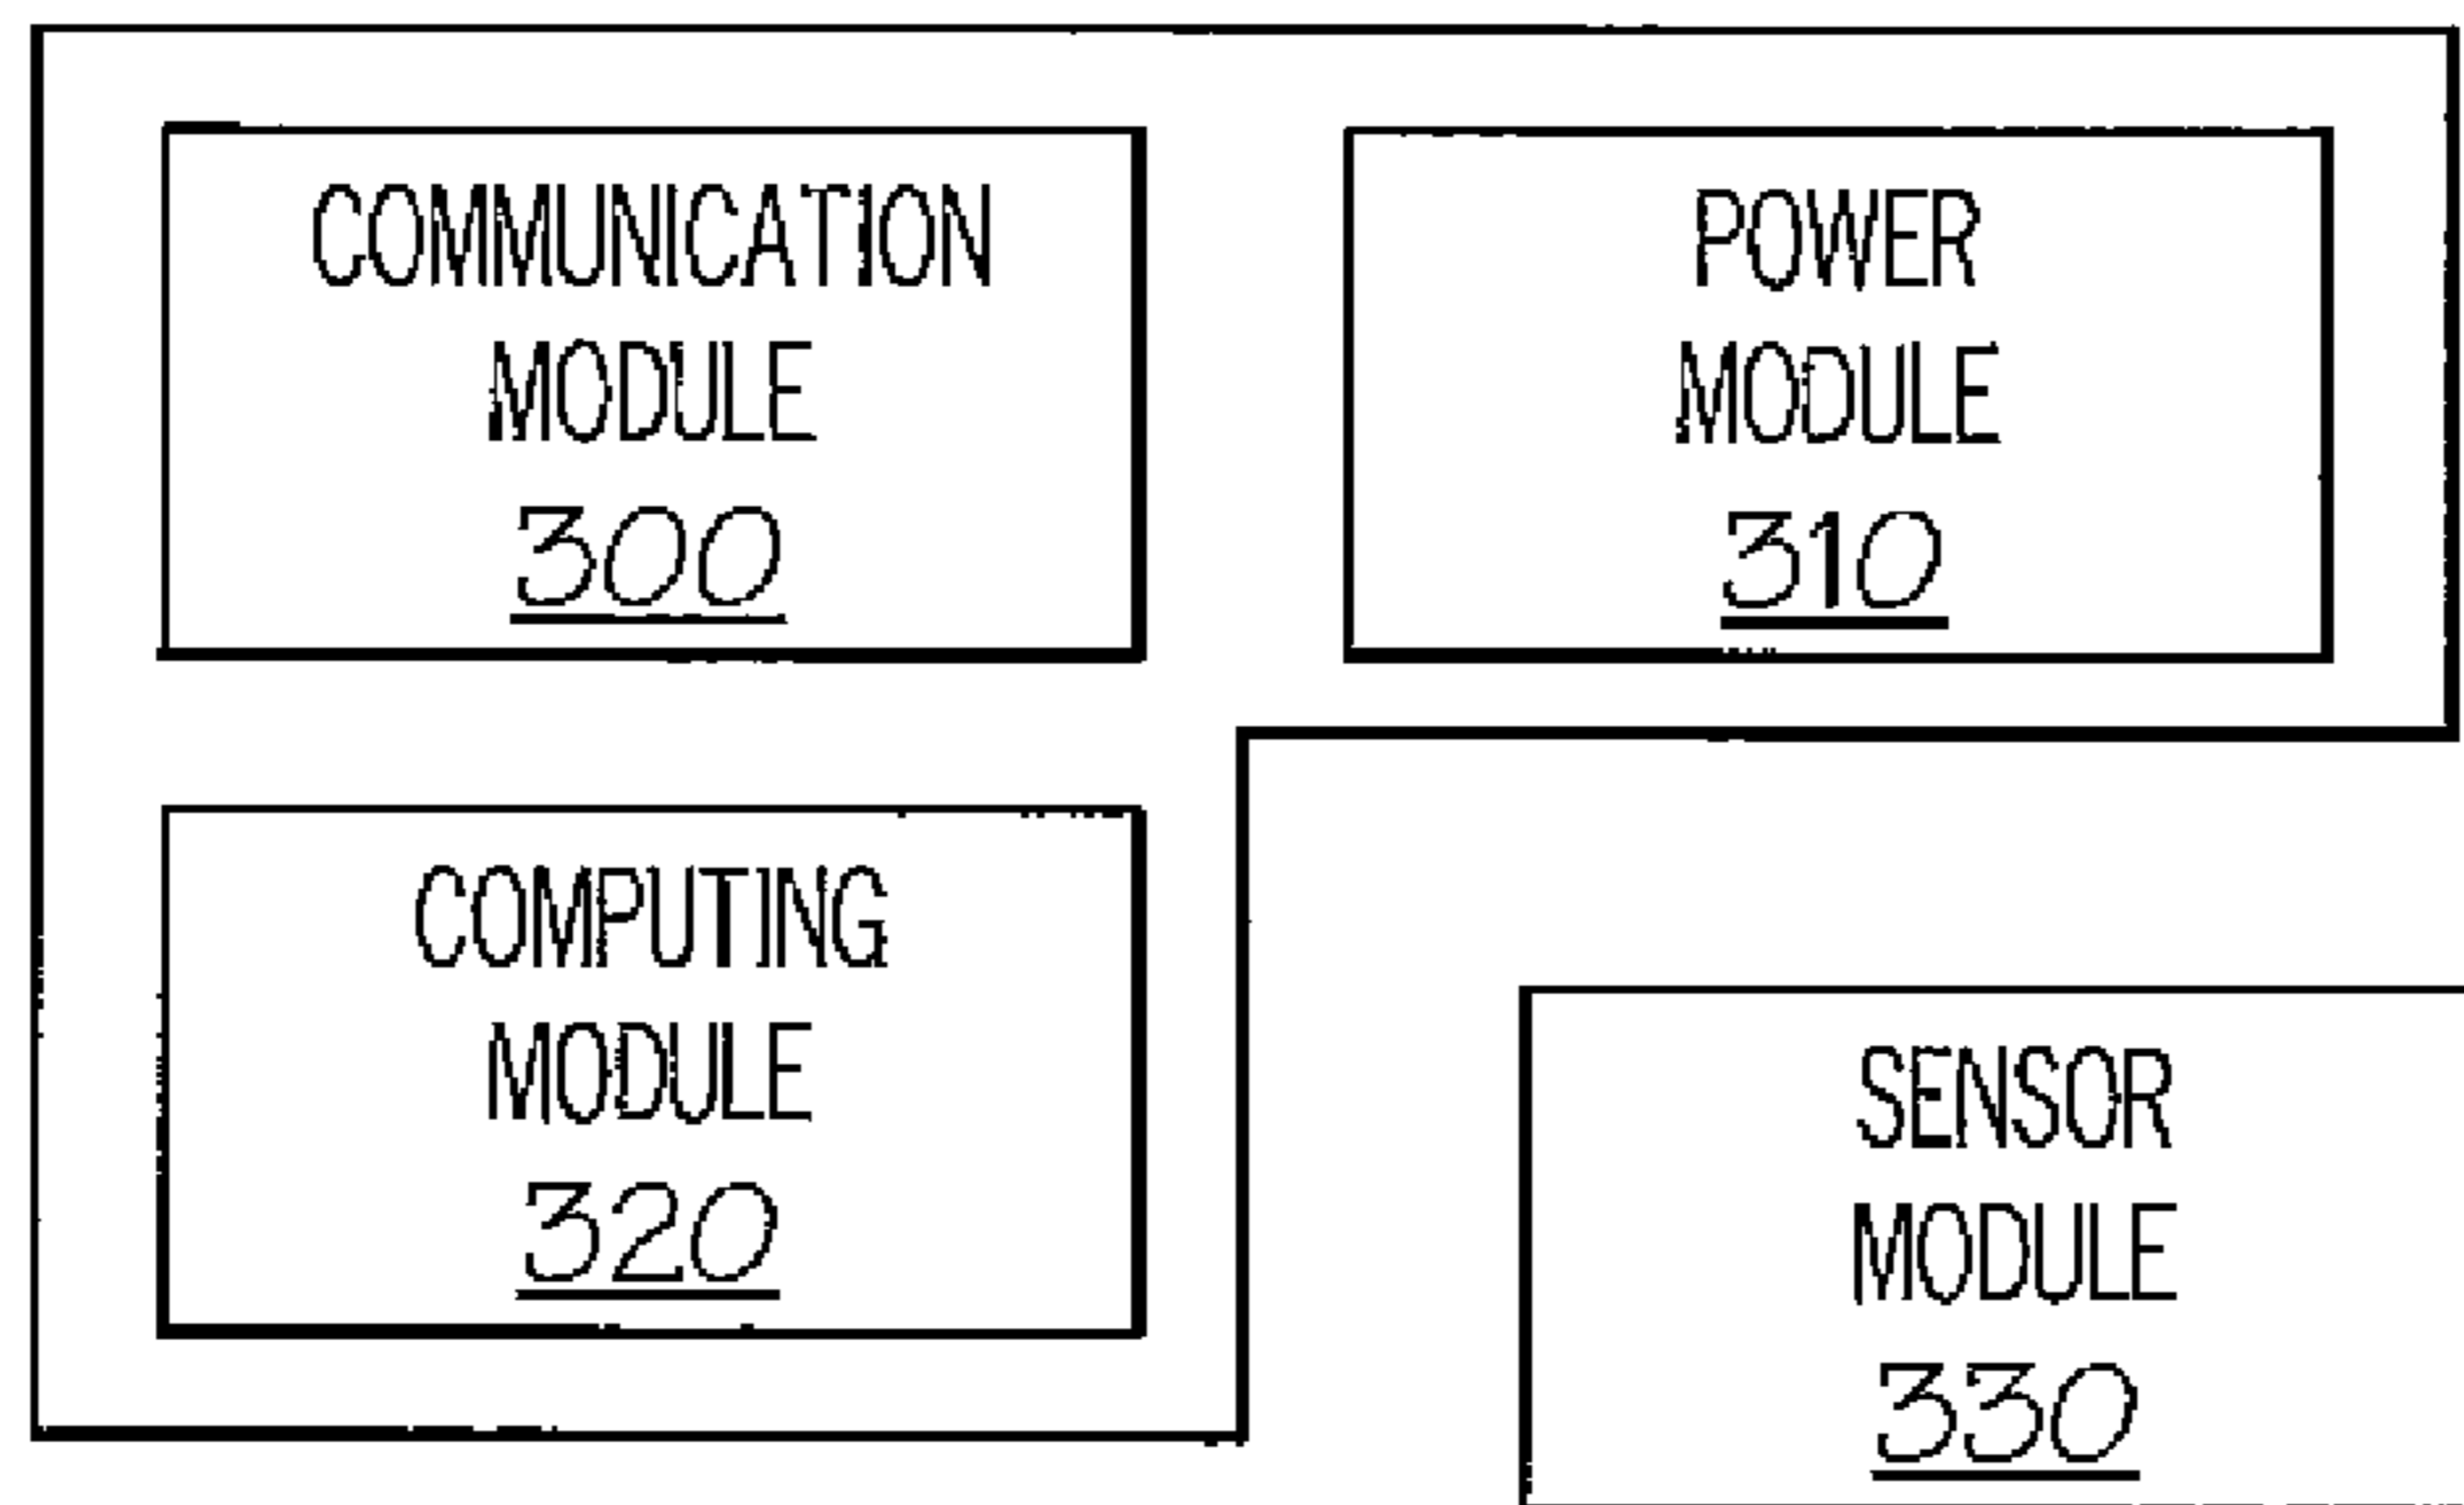 COMMUNICATION
MODULE
300
POWER
MODULE
310
COMPUTING
MODULE
320
SENSOR
MODULE
330